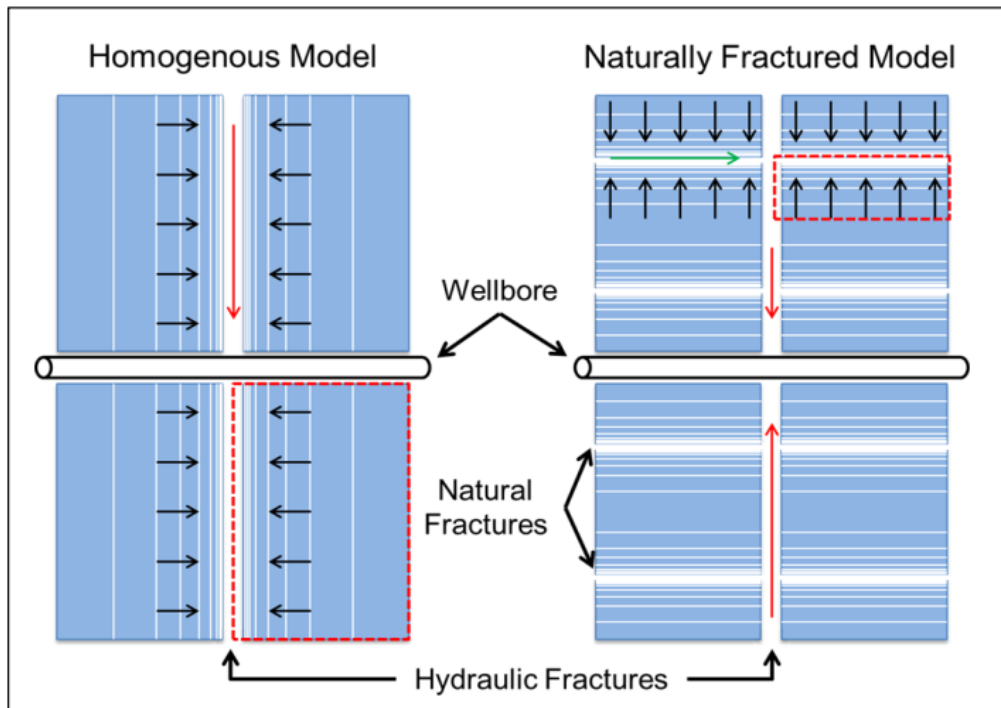 Homogenous Model
Naturally Fractured Model
Wellbore
Natural
Fractures
Hydraulic Fractures